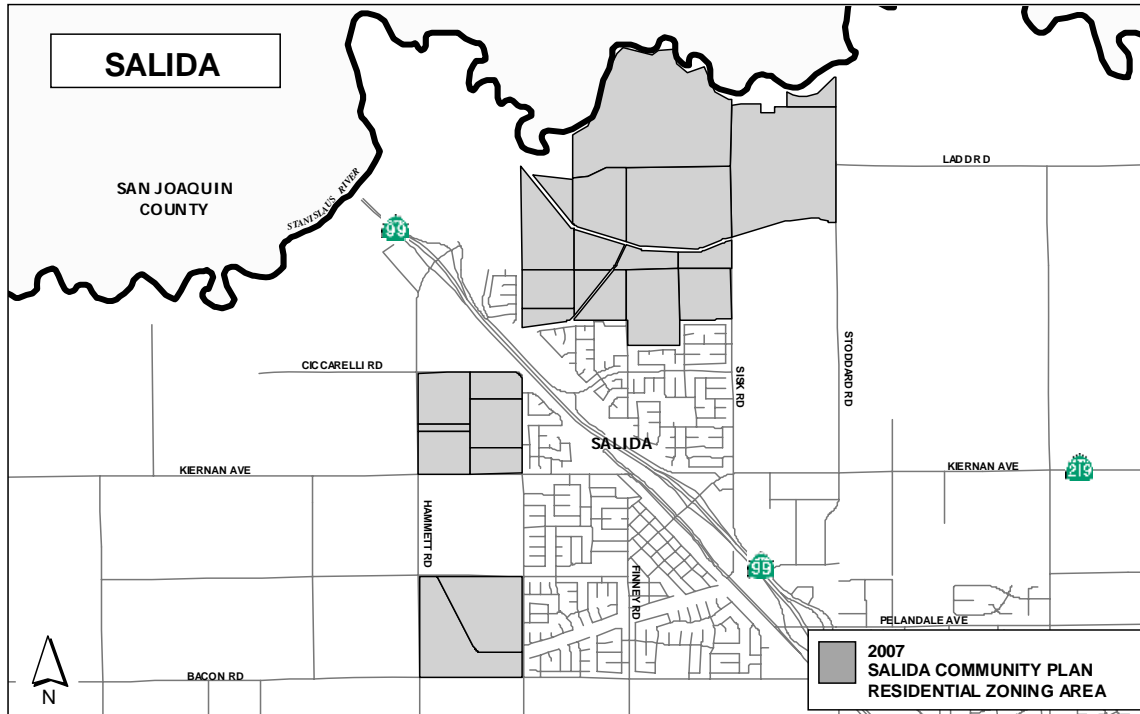 SALIDA
SAN JOAQUIN
COUNTY
STANISLAUS RIVER
99
LADD RD
CICCARELLI RD
STODDARD RD
SISK RD
SALIDA
KIERNAN AVE
KIERNAN AVE
219
HAMMETT RD
99
FINNEY RD
PELANDALE AVE
BACON RD
N
2007
SALIDA COMMUNITY PLAN
RESIDENTIAL ZONING AREA